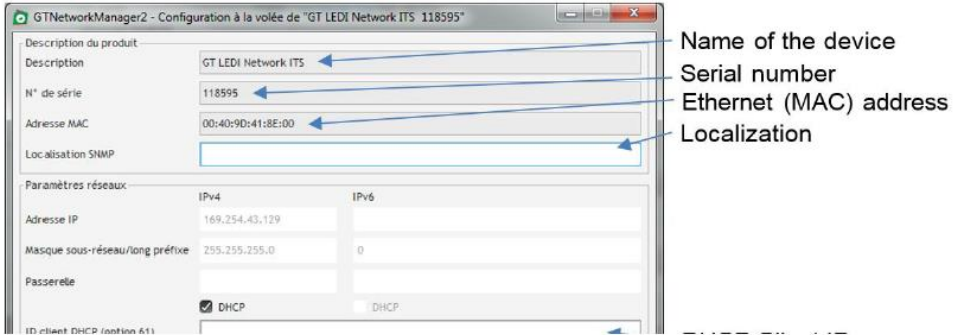 GTNetworkManager2 - Configuration à la volée de "GT LEDI Network ITS 118595"
Description du produit
Description GT LEDI Network ITS
Name of the device
N° de série 118595
Serial number
Adresse MAC 00:40:9D:41:8E:00
Ethernet (MAC) address
Localisation SNMP
Localization
Paramètres réseaux
IPv4 IPv6
Adresse IP 169.254.43.129
Masque sous-réseau/long préfixe 255.255.255.0 0
Passerelle
DHCP DHCP
ID client DHCP (option 61)